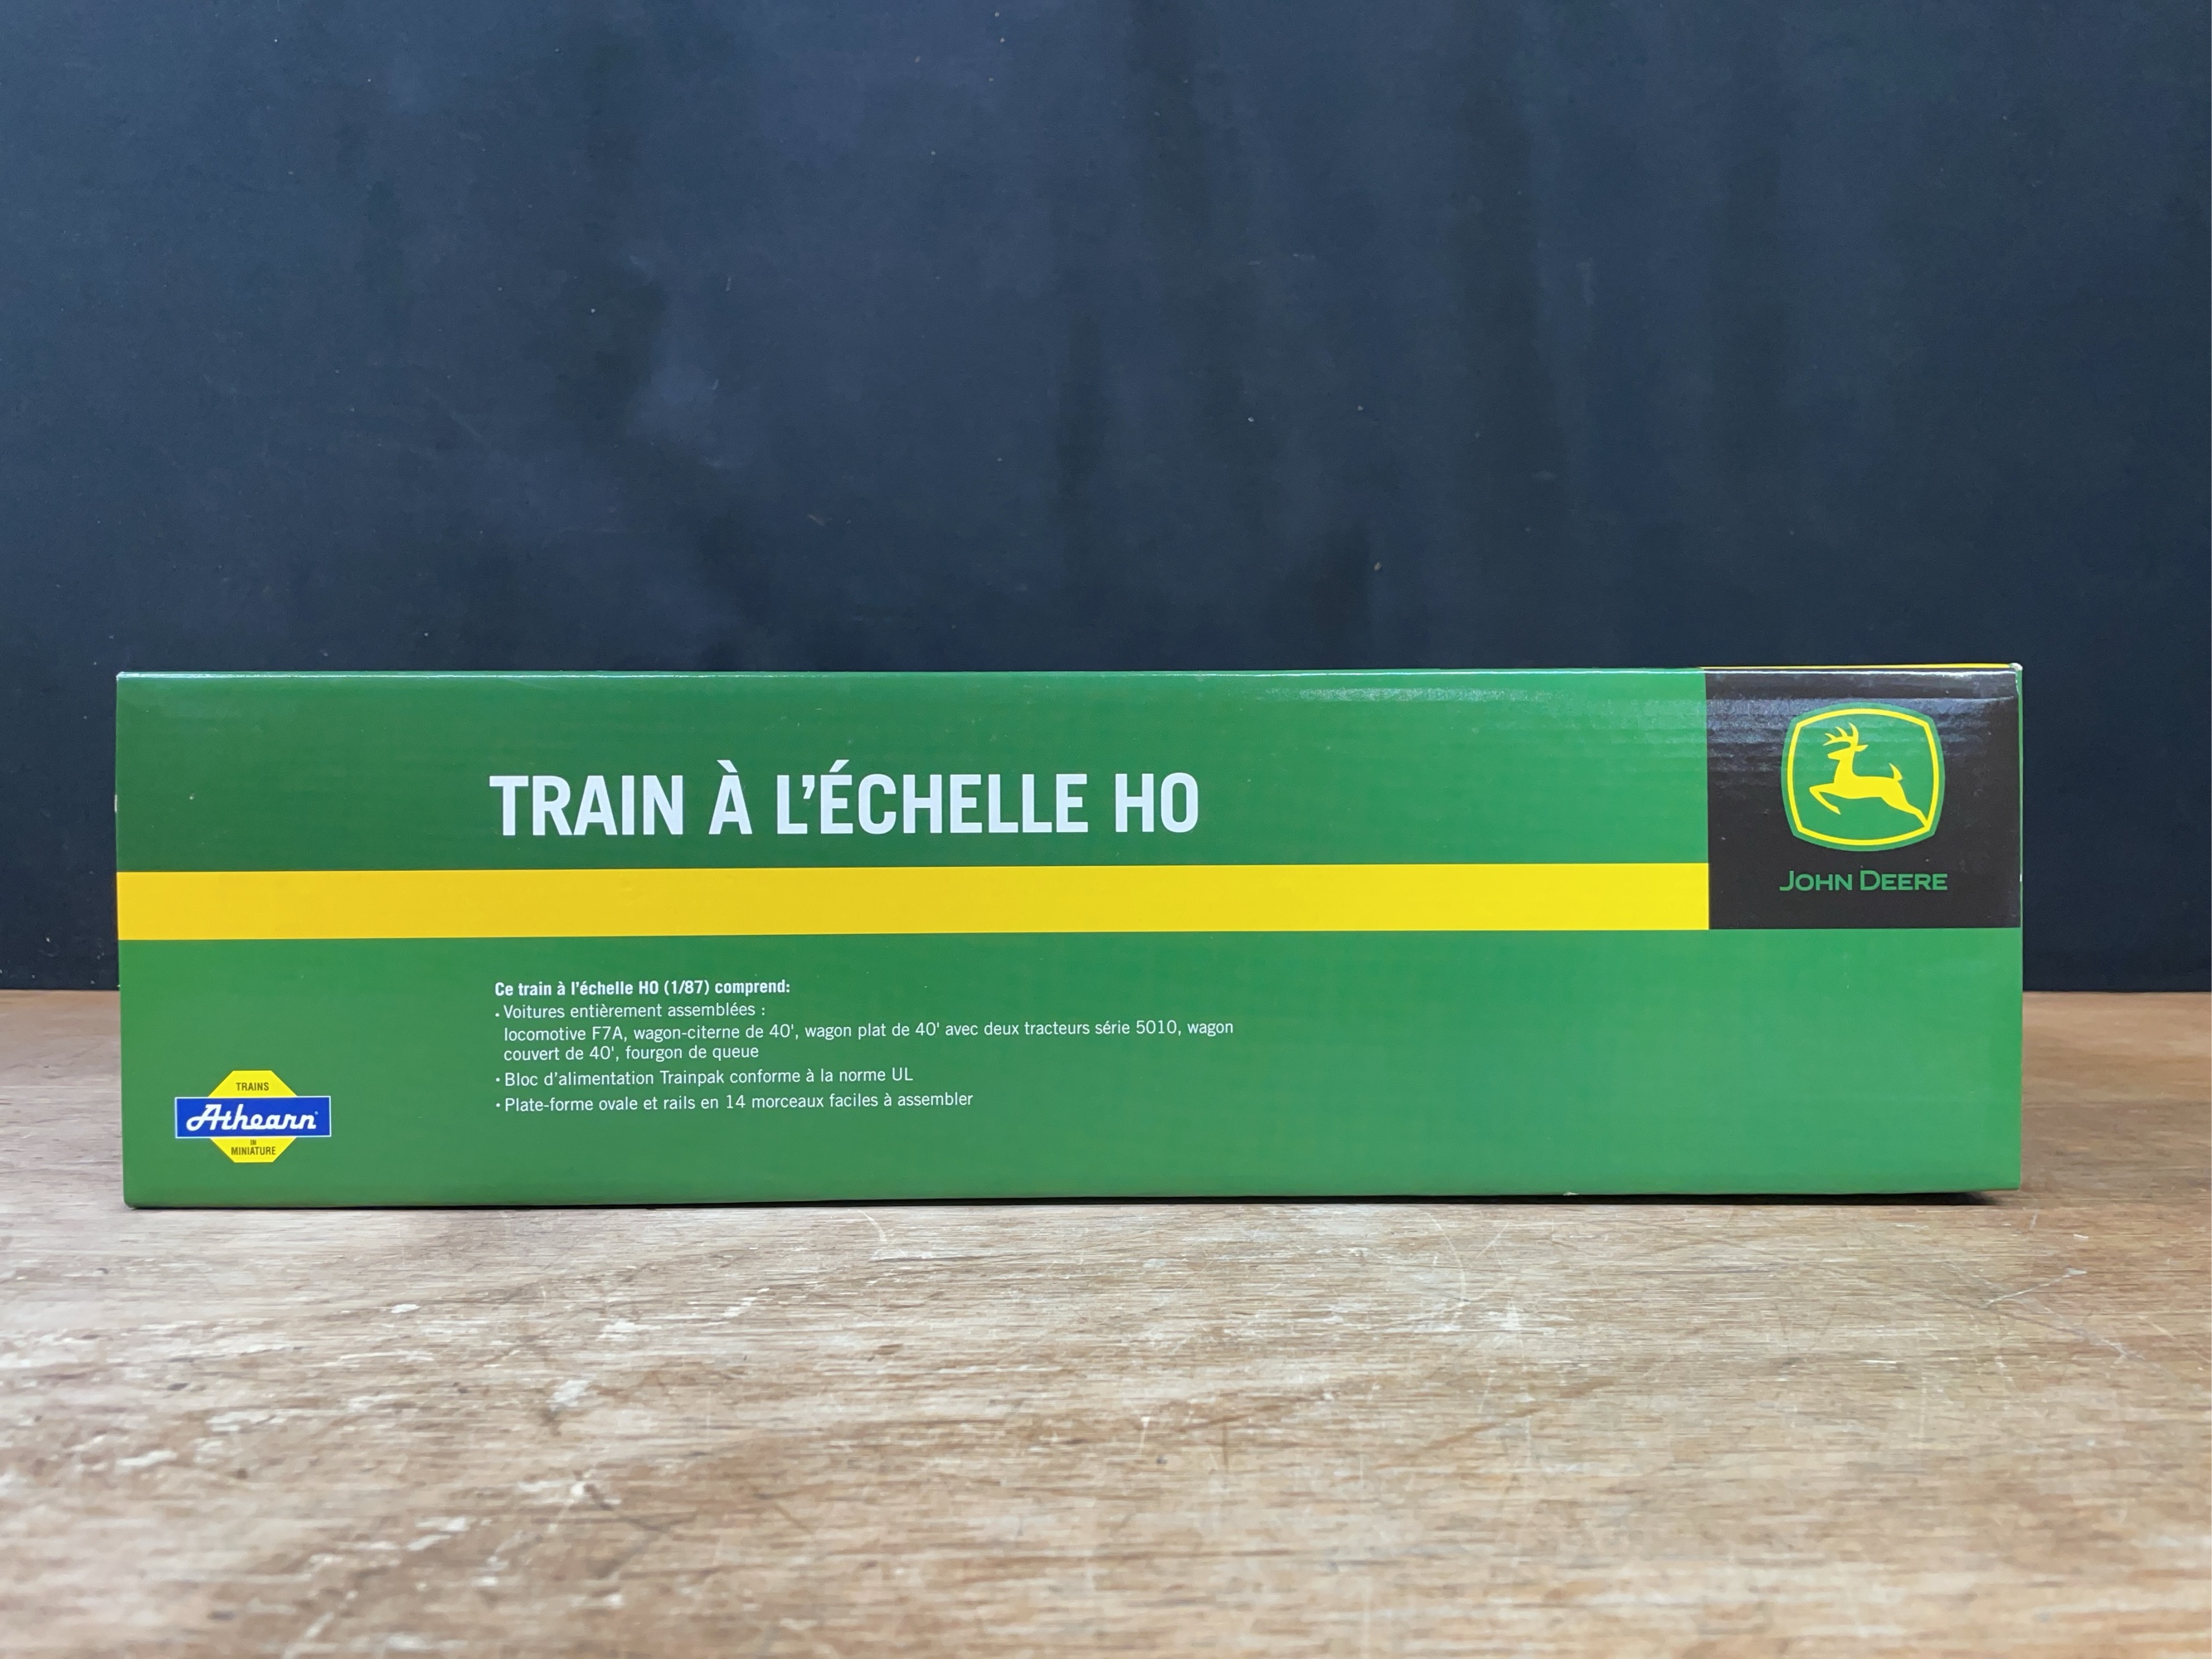 TRAIN À L'ÉCHELLE HO
JOHN DEERE
Ce train à l'échelle HO (1/87) comprend:
• Voitures entièrement assemblées :
locomotive F7A, wagon-citerne de 40', wagon plat de 40' avec deux tracteurs série 5010, wagon
couvert de 40', fourgon de queue
• Bloc d'alimentation Trainpak conforme à la norme UL
• Plate-forme ovale et rails en 14 morceaux faciles à assembler
TRAINS
Athearn
IN
MINIATURE